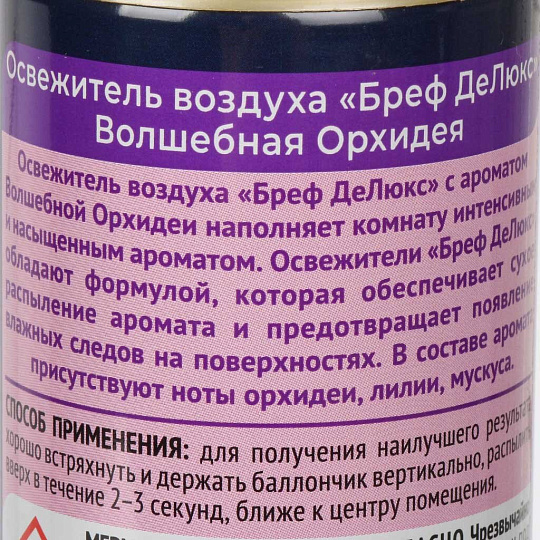 Освежитель воздуха «Бреф ДеЛюкс»
Волшебная Орхидея
Освежитель воздуха «Бреф ДеЛюкс» с ароматом
Волшебной Орхидеи наполняет комнату интенсивным
и насыщенным ароматом. Освежители «Бреф ДеЛюкс»
обладают формулой, которая обеспечивает сухое
распыление аромата и предотвращает появление
влажных следов на поверхностях. В составе аромата
присутствуют ноты орхидеи, лилии, мускуса.
СПОСОБ ПРИМЕНЕНИЯ: для получения наилучшего результата
хорошо встряхнуть и держать баллончик вертикально,
вверх в течение 2–3 секунд, ближе к центру помещения.
Чрезвычайно